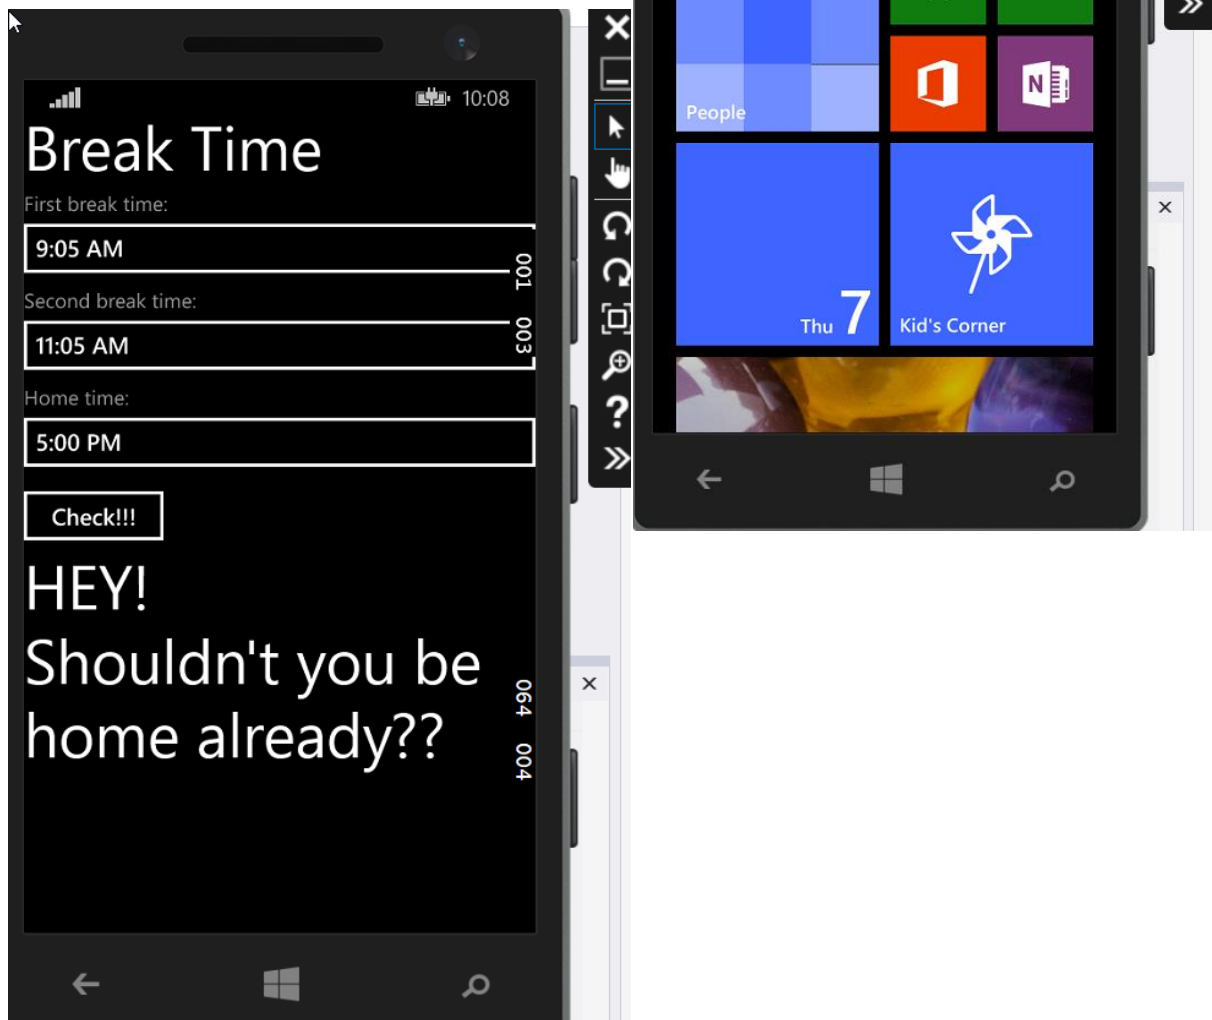 10:08
Break Time
First break time:
9:05 AM
001
Second break time:
003
11:05 AM
Home time:
5:00 PM
Check!!!
HEY!
Shouldn't you be
home already??
064
004
People
N
Thu 7
Kid's Corner